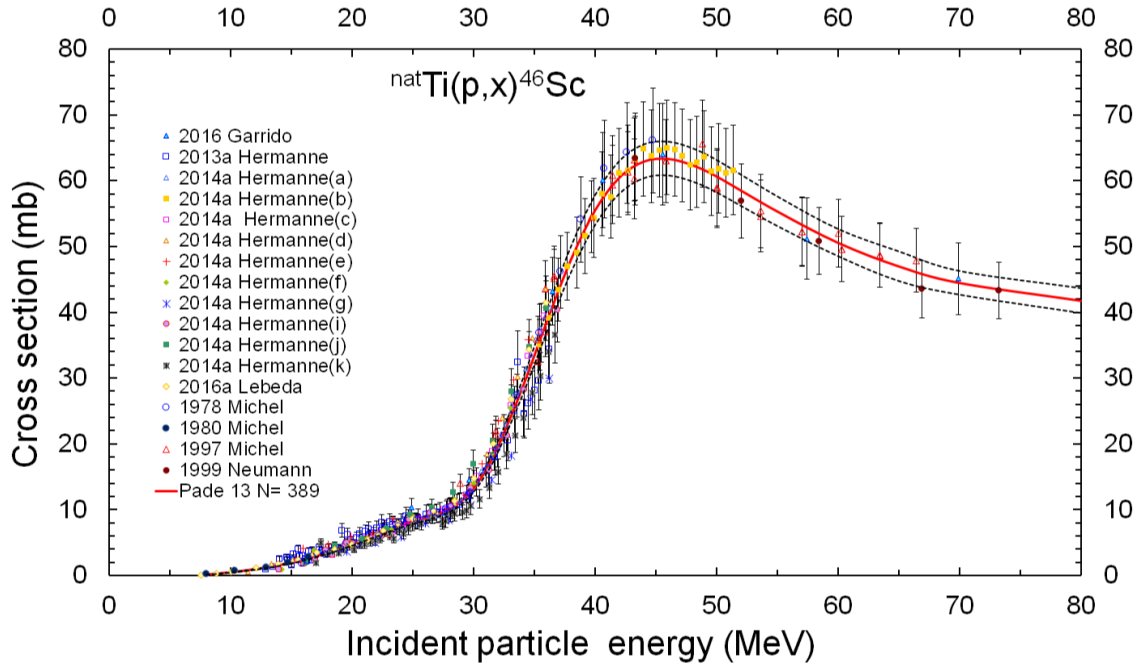 0 10 20 30 40 50 60 70 80
80 80
natTi(p,x)46Sc
70 70
2016 Garrido
2013a Hermanne
60 60
2014a Hermanne(a)
2014a Hermanne(b)
2014a Hermanne(c)
50 50
2014a Hermanne(d)
2014a Hermanne(e)
2014a Hermanne(f)
2014a Hermanne(g)
40 40
2014a Hermanne(i)
2014a Hermanne(j)
2014a Hermanne(k)
30 30
2016a Lebeda
1978 Michel
1980 Michel
20 20
1997 Michel
1999 Neumann
Pade 13 N= 389
10 10
0 0
0 10 20 30 40 50 60 70 80
Cross section (mb)
Incident particle energy (MeV)